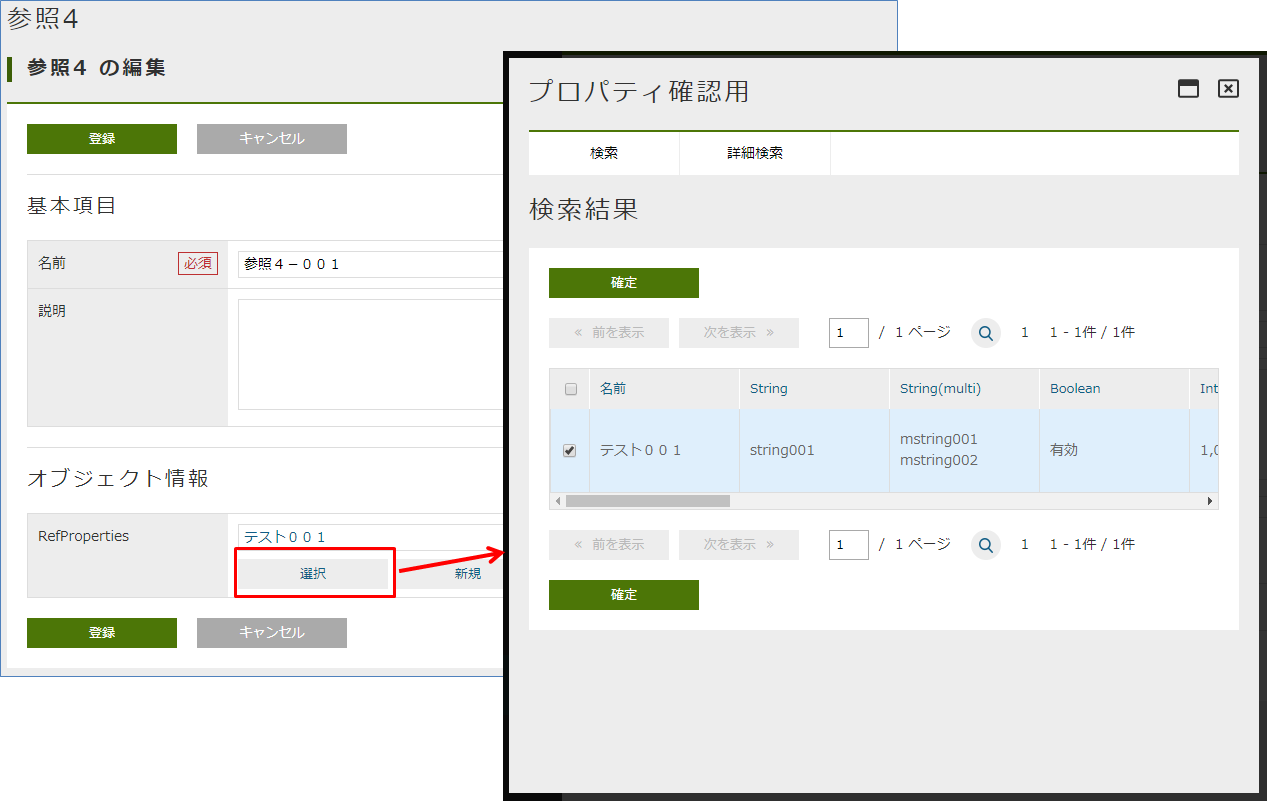 参照4
参照4 の編集
登録 キャンセル
基本項目
名前 必須 参照４－００１
説明
オブジェクト情報
RefProperties テスト００１
選択 新規
登録 キャンセル
プロパティ確認用
検索 詳細検索
検索結果
確定
« 前を表示 次を表示 » 1 / 1 ページ 1 1 - 1件 / 1件
名前 String String(multi) Boolean Int
テスト００１ string001 mstring001 有効 1,0
mstring002
« 前を表示 次を表示 » 1 / 1 ページ 1 1 - 1件 / 1件
確定